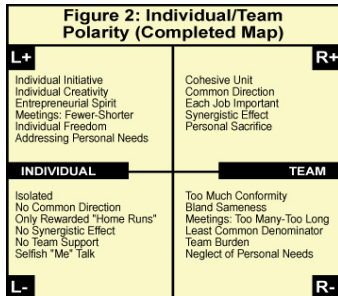 Figure 2: Individual/Team
Polarity (Completed Map)
L+
R+
Individual Initiative
Individual Creativity
Entrepreneurial Spirit
Meetings: Fewer-Shorter
Individual Freedom
Addressing Personal Needs
Cohesive Unit
Common Direction
Each Job Important
Synergistic Effect
Personal Sacrifice
INDIVIDUAL
TEAM
Isolated
No Common Direction
Only Rewarded "Home Runs"
No Synergistic Effect
No Team Support
Selfish "Me" Talk
Too Much Conformity
Bland Sameness
Meetings: Too Many-Too Long
Least Common Denominator
Team Burden
Neglect of Personal Needs
L-
R-